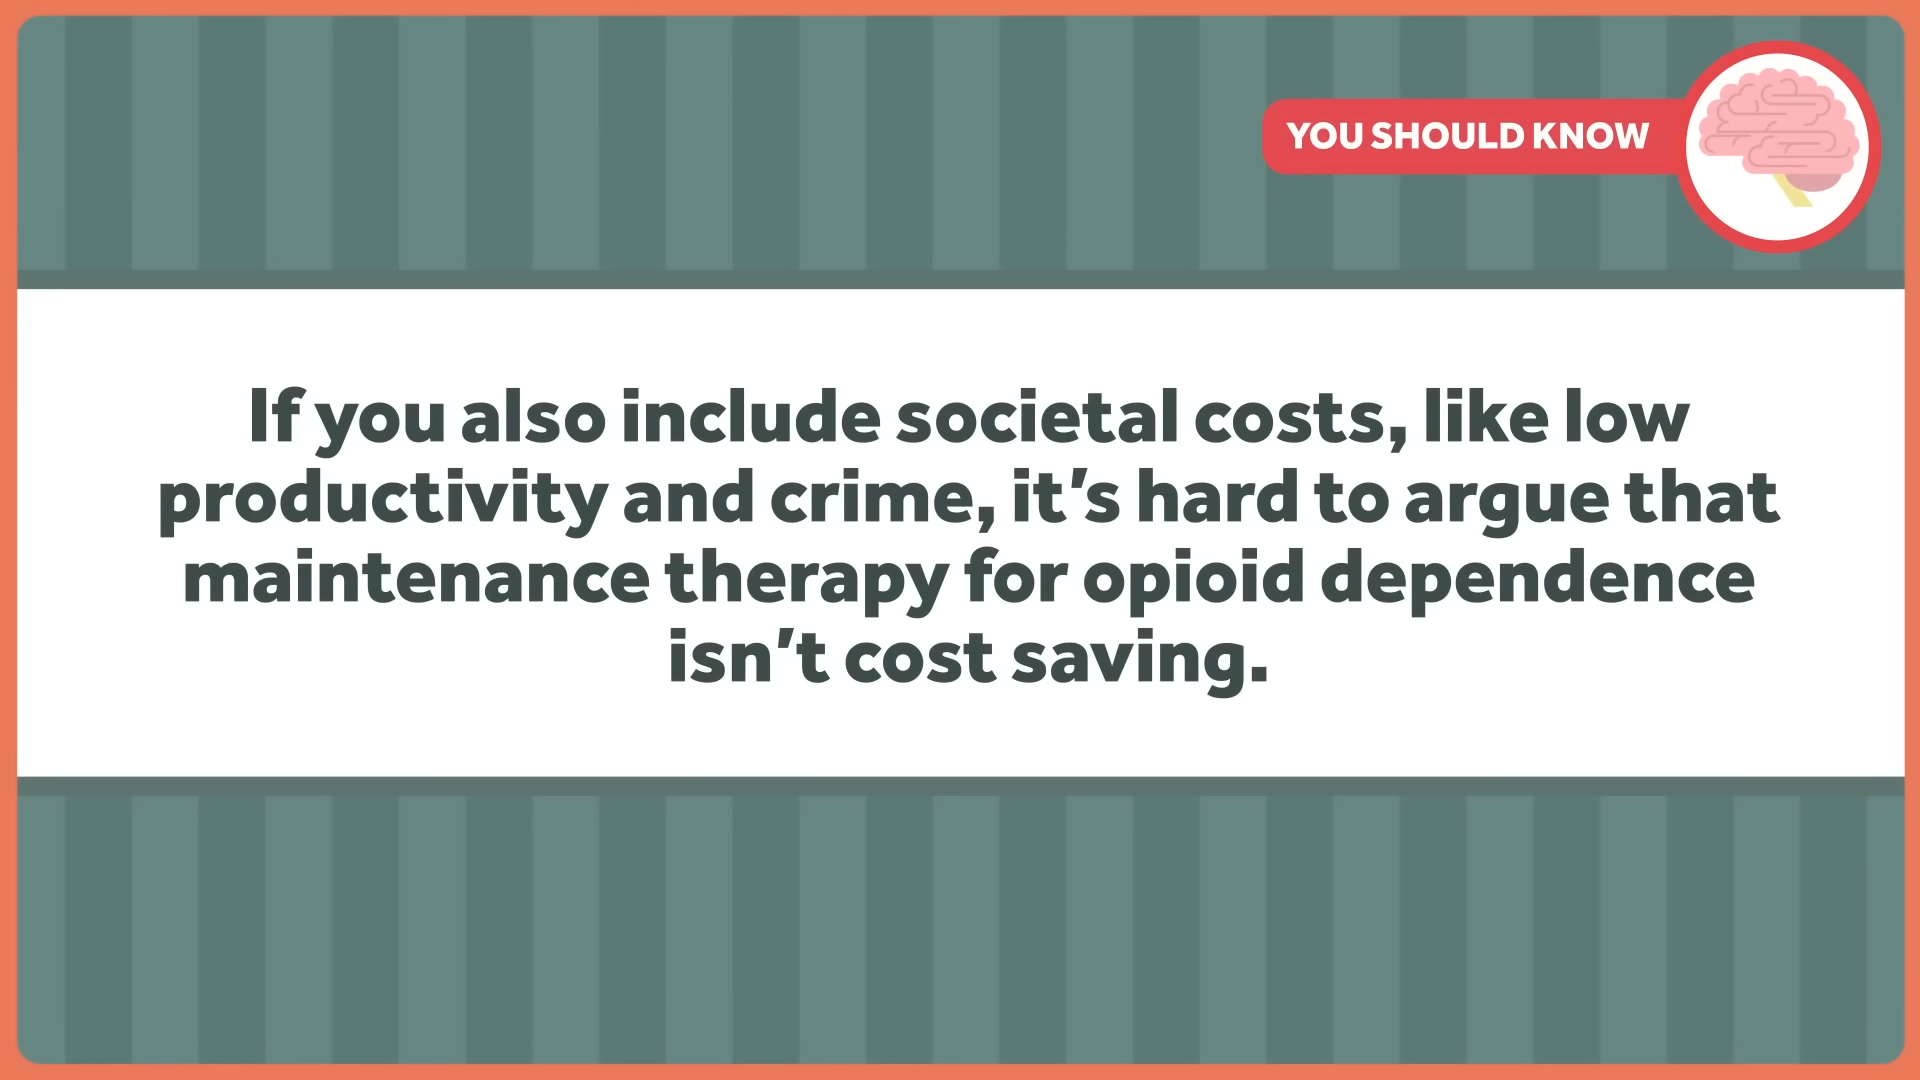 YOU SHOULD KNOW
If you also include societal costs, like low
productivity and crime, it's hard to argue that
maintenance therapy for opioid dependence
isn't cost saving.